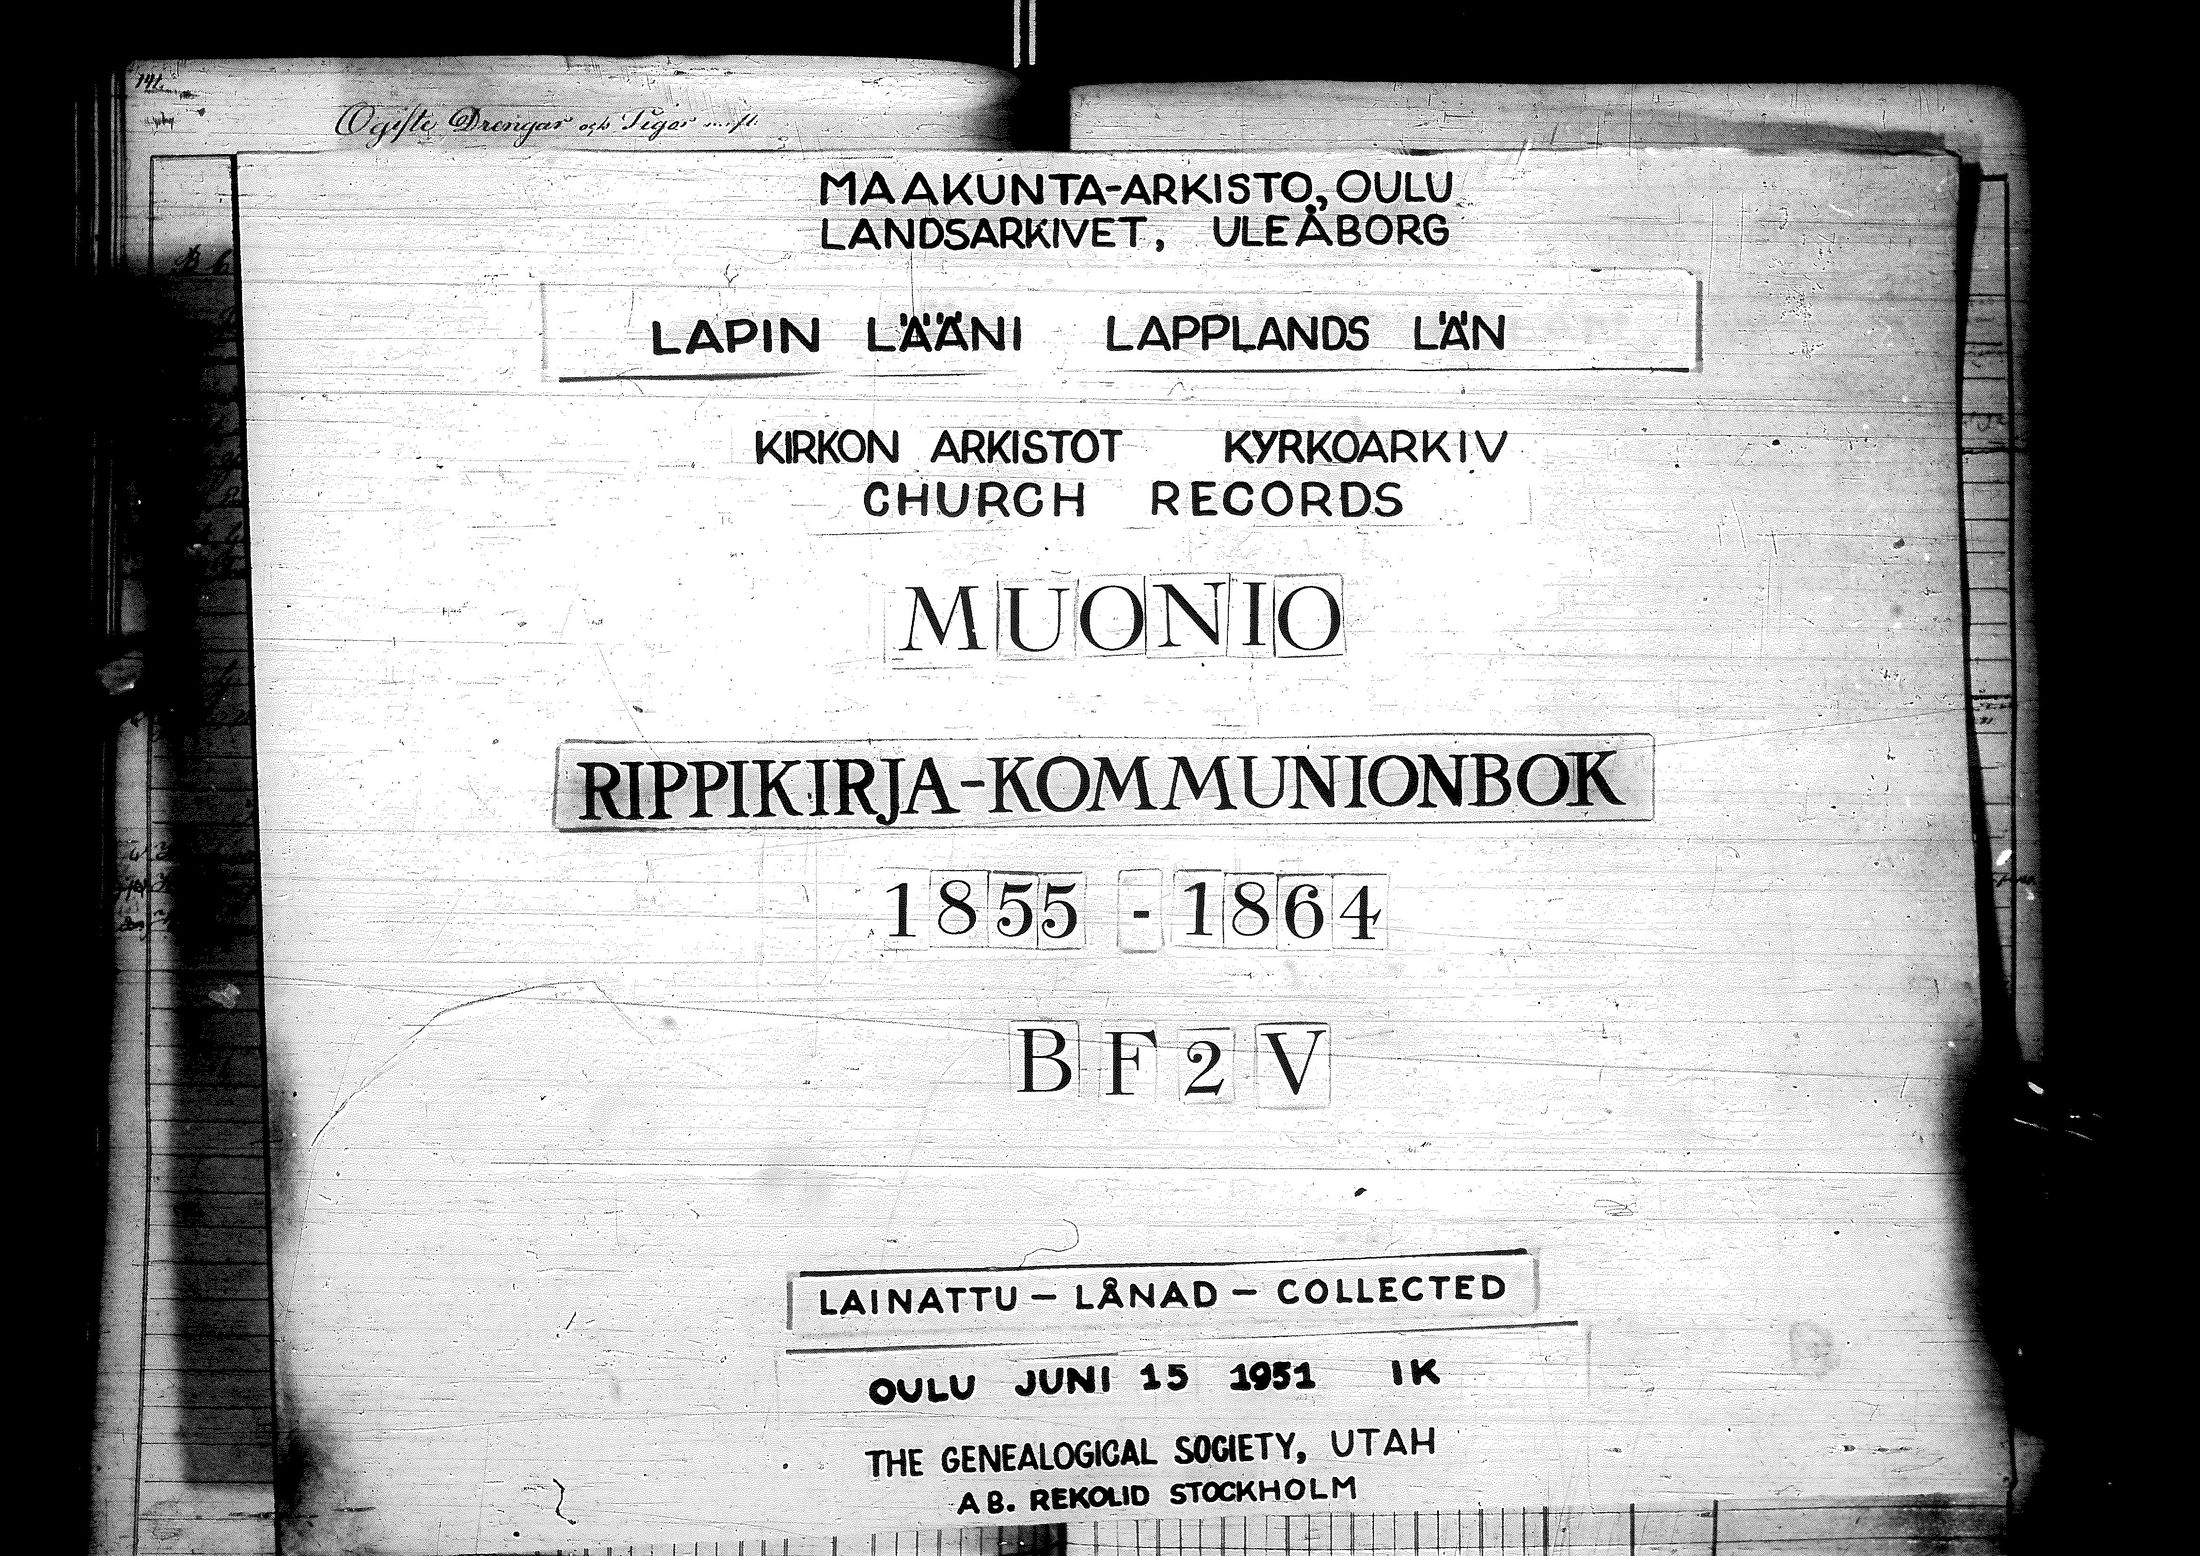 141.
Ogifte Drengar och Pigor
MAAKUNTA-ARKISTO, OULU
LANDSARKIVET, ULEÅBORG
LAPIN LÄÄNI LAPPLANDS LÄN
KIRKON ARKISTOT KYRKOARKIV
CHURCH RECORDS
MUONIO
RIPPIKIRJA-KOMMUNIONBOK
1855 - 1864
B F 2 V
LAINATTU - LÅNAD - COLLECTED
OULU JUNI 15 1951 IK
THE GENEALOGICAL SOCIETY, UTAH
AB. REKOLID STOCKHOLM